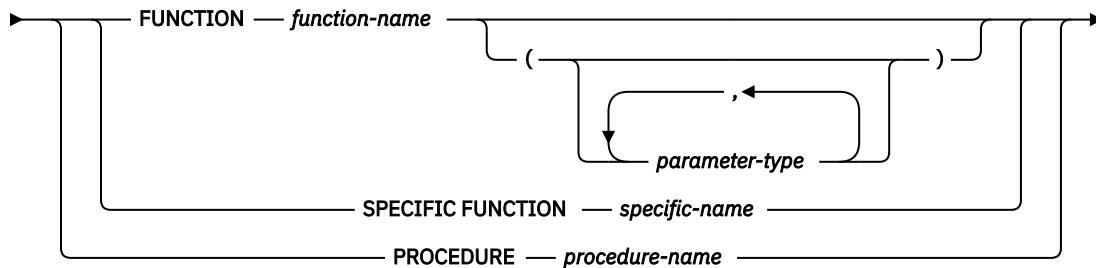 FUNCTION function-name
( )
,
parameter-type
SPECIFIC FUNCTION specific-name
PROCEDURE procedure-name